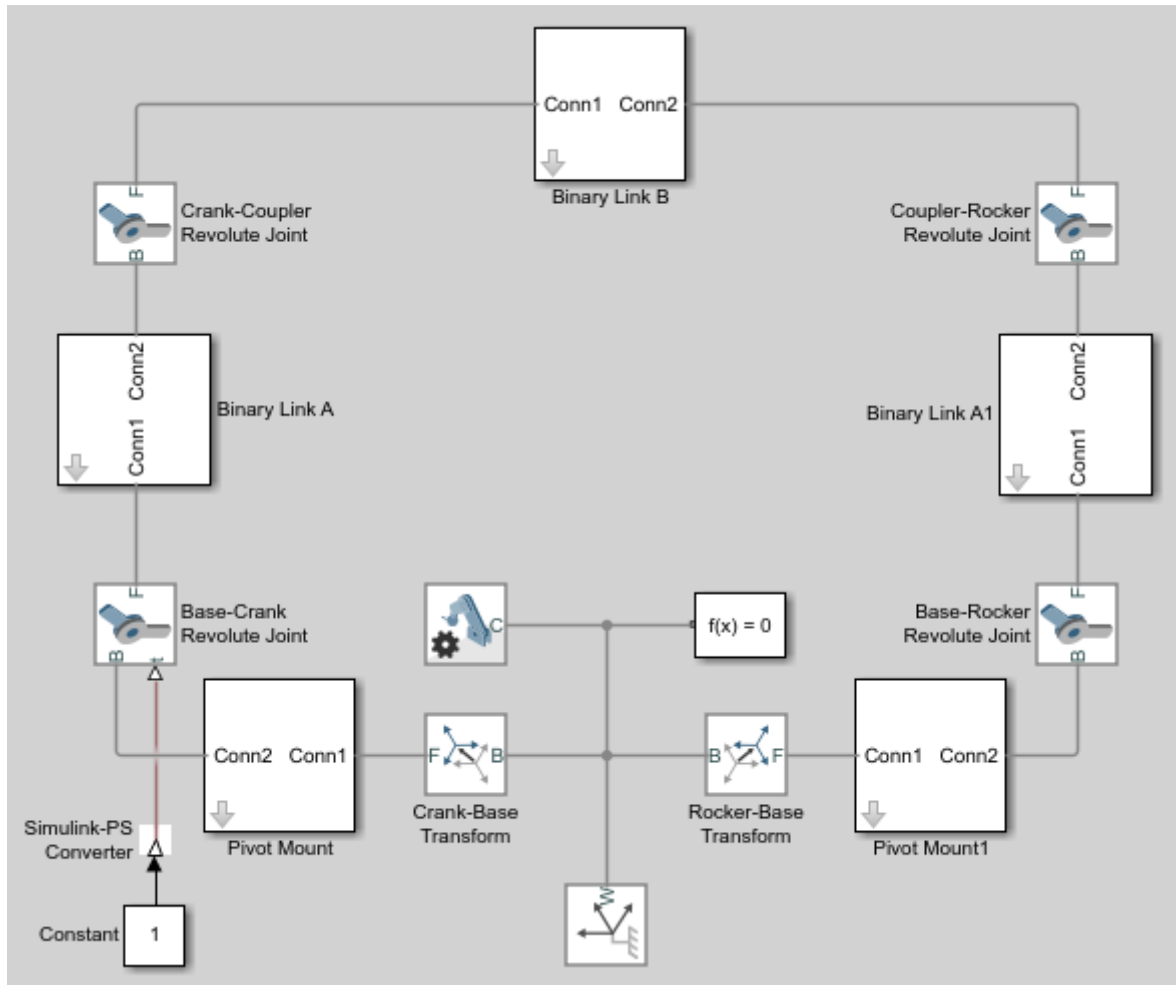 Conn1 Conn2
Binary Link B
F
Crank-Coupler
Revolute Joint
B
F
Coupler-Rocker
Revolute Joint
B
Conn2
Conn1
Binary Link A
Conn2
Conn1
Binary Link A1
F
Base-Crank
Revolute Joint
B
t
C
f(x) = 0
F
Base-Rocker
Revolute Joint
B
Conn2 Conn1
Pivot Mount
F B
Crank-Base
Transform
B F
Rocker-Base
Transform
Conn1 Conn2
Pivot Mount1
Simulink-PS
Converter
W
Constant
1